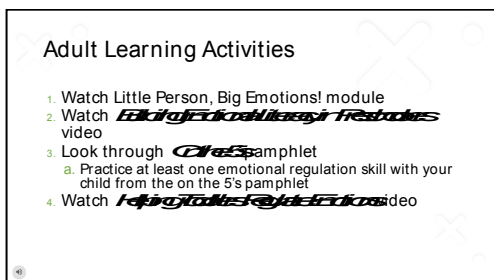 Adult Learning Activities
1. Watch Little Person, Big Emotions! module
2. Watch
video
3. Look through pamphlet
a. Practice at least one emotional regulation skill with your
child from the on the 5's pamphlet
4. Watch video